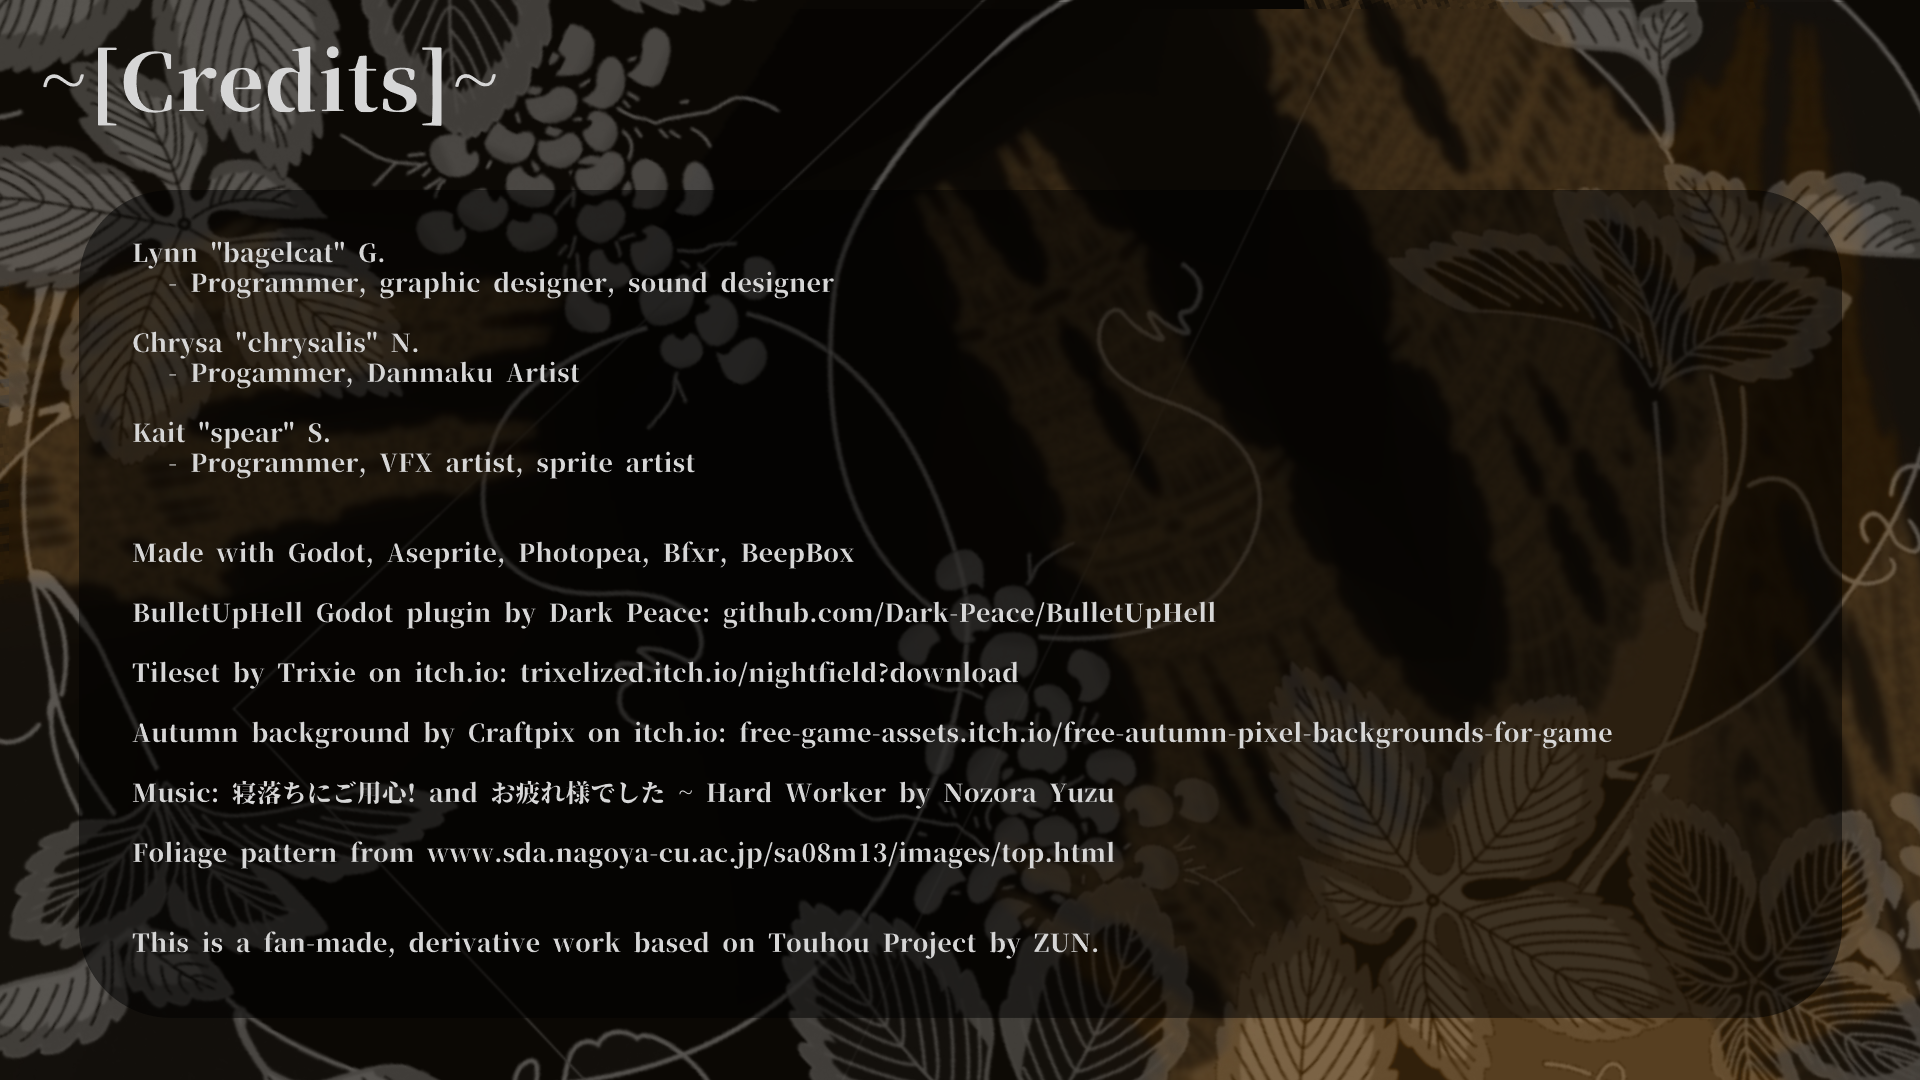 ~[Credits]~
Lynn "bagelcat" G.
- Programmer, graphic designer, sound designer
Chrysa "chrysalis" N.
- Progammer, Danmaku Artist
Kait "spear" S.
- Programmer, VFX artist, sprite artist
Made with Godot, Aseprite, Photopea, Bfxr, BeepBox
BulletUpHell Godot plugin by Dark Peace: github.com/Dark-Peace/BulletUpHell
Tileset by Trixie on itch.io: trixelized.itch.io/nightfield?download
Autumn background by Craftpix on itch.io: free-game-assets.itch.io/free-autumn-pixel-backgrounds-for-game
Music: 寝落ちにご用心! and お疲れ様でした ~ Hard Worker by Nozora Yuzu
Foliage pattern from www.sda.nagoya-cu.ac.jp/sa08m13/images/top.html
This is a fan-made, derivative work based on Touhou Project by ZUN.